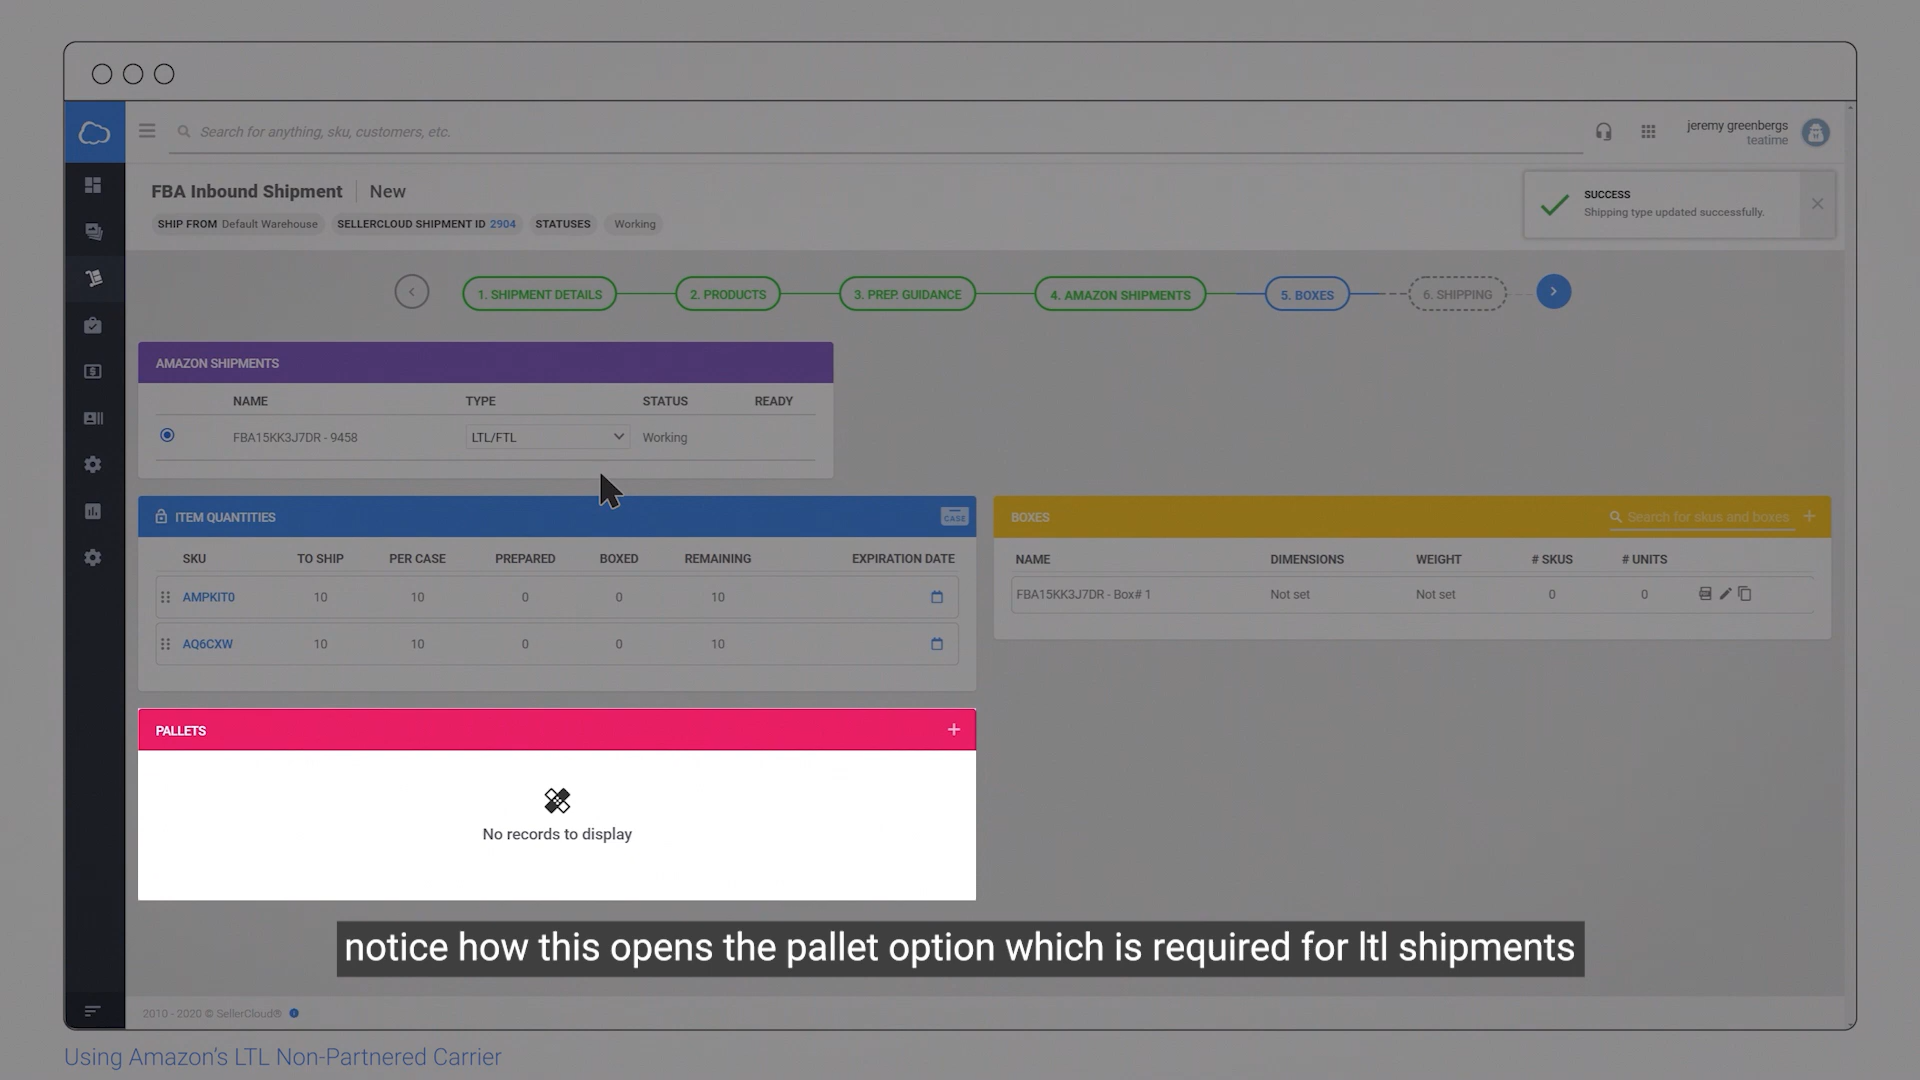 Search for anything, sku, customers, etc.
jeremy greenbergs
teatime
FBA Inbound Shipment New
SHIP FROM Default Warehouse SELLERCLOUD SHIPMENT ID 2904 STATUSES Working
SUCCESS
Shipping type updated successfully.
1. SHIPMENT DETAILS 2. PRODUCTS 3. PREP. GUIDANCE 4. AMAZON SHIPMENTS 5. BOXES 6. SHIPPING
AMAZON SHIPMENTS
NAME TYPE STATUS READY
FBA15KK3J7DR - 9458 LTL/FTL Working
ITEM QUANTITIES CASE
SKU TO SHIP PER CASE PREPARED BOXED REMAINING EXPIRATION DATE
AMPKIT0 10 10 0 0 10
AQ6CXW 10 10 0 0 10
BOXES Search for skus and boxes
NAME DIMENSIONS WEIGHT # SKUS # UNITS
FBA15KK3J7DR - Box# 1 Not set Not set 0 0
PALLETS
No records to display
notice how this opens the pallet option which is required for ltl shipments
2010 - 2020 © SellerCloud®
Using Amazon's LTL Non-Partnered Carrier